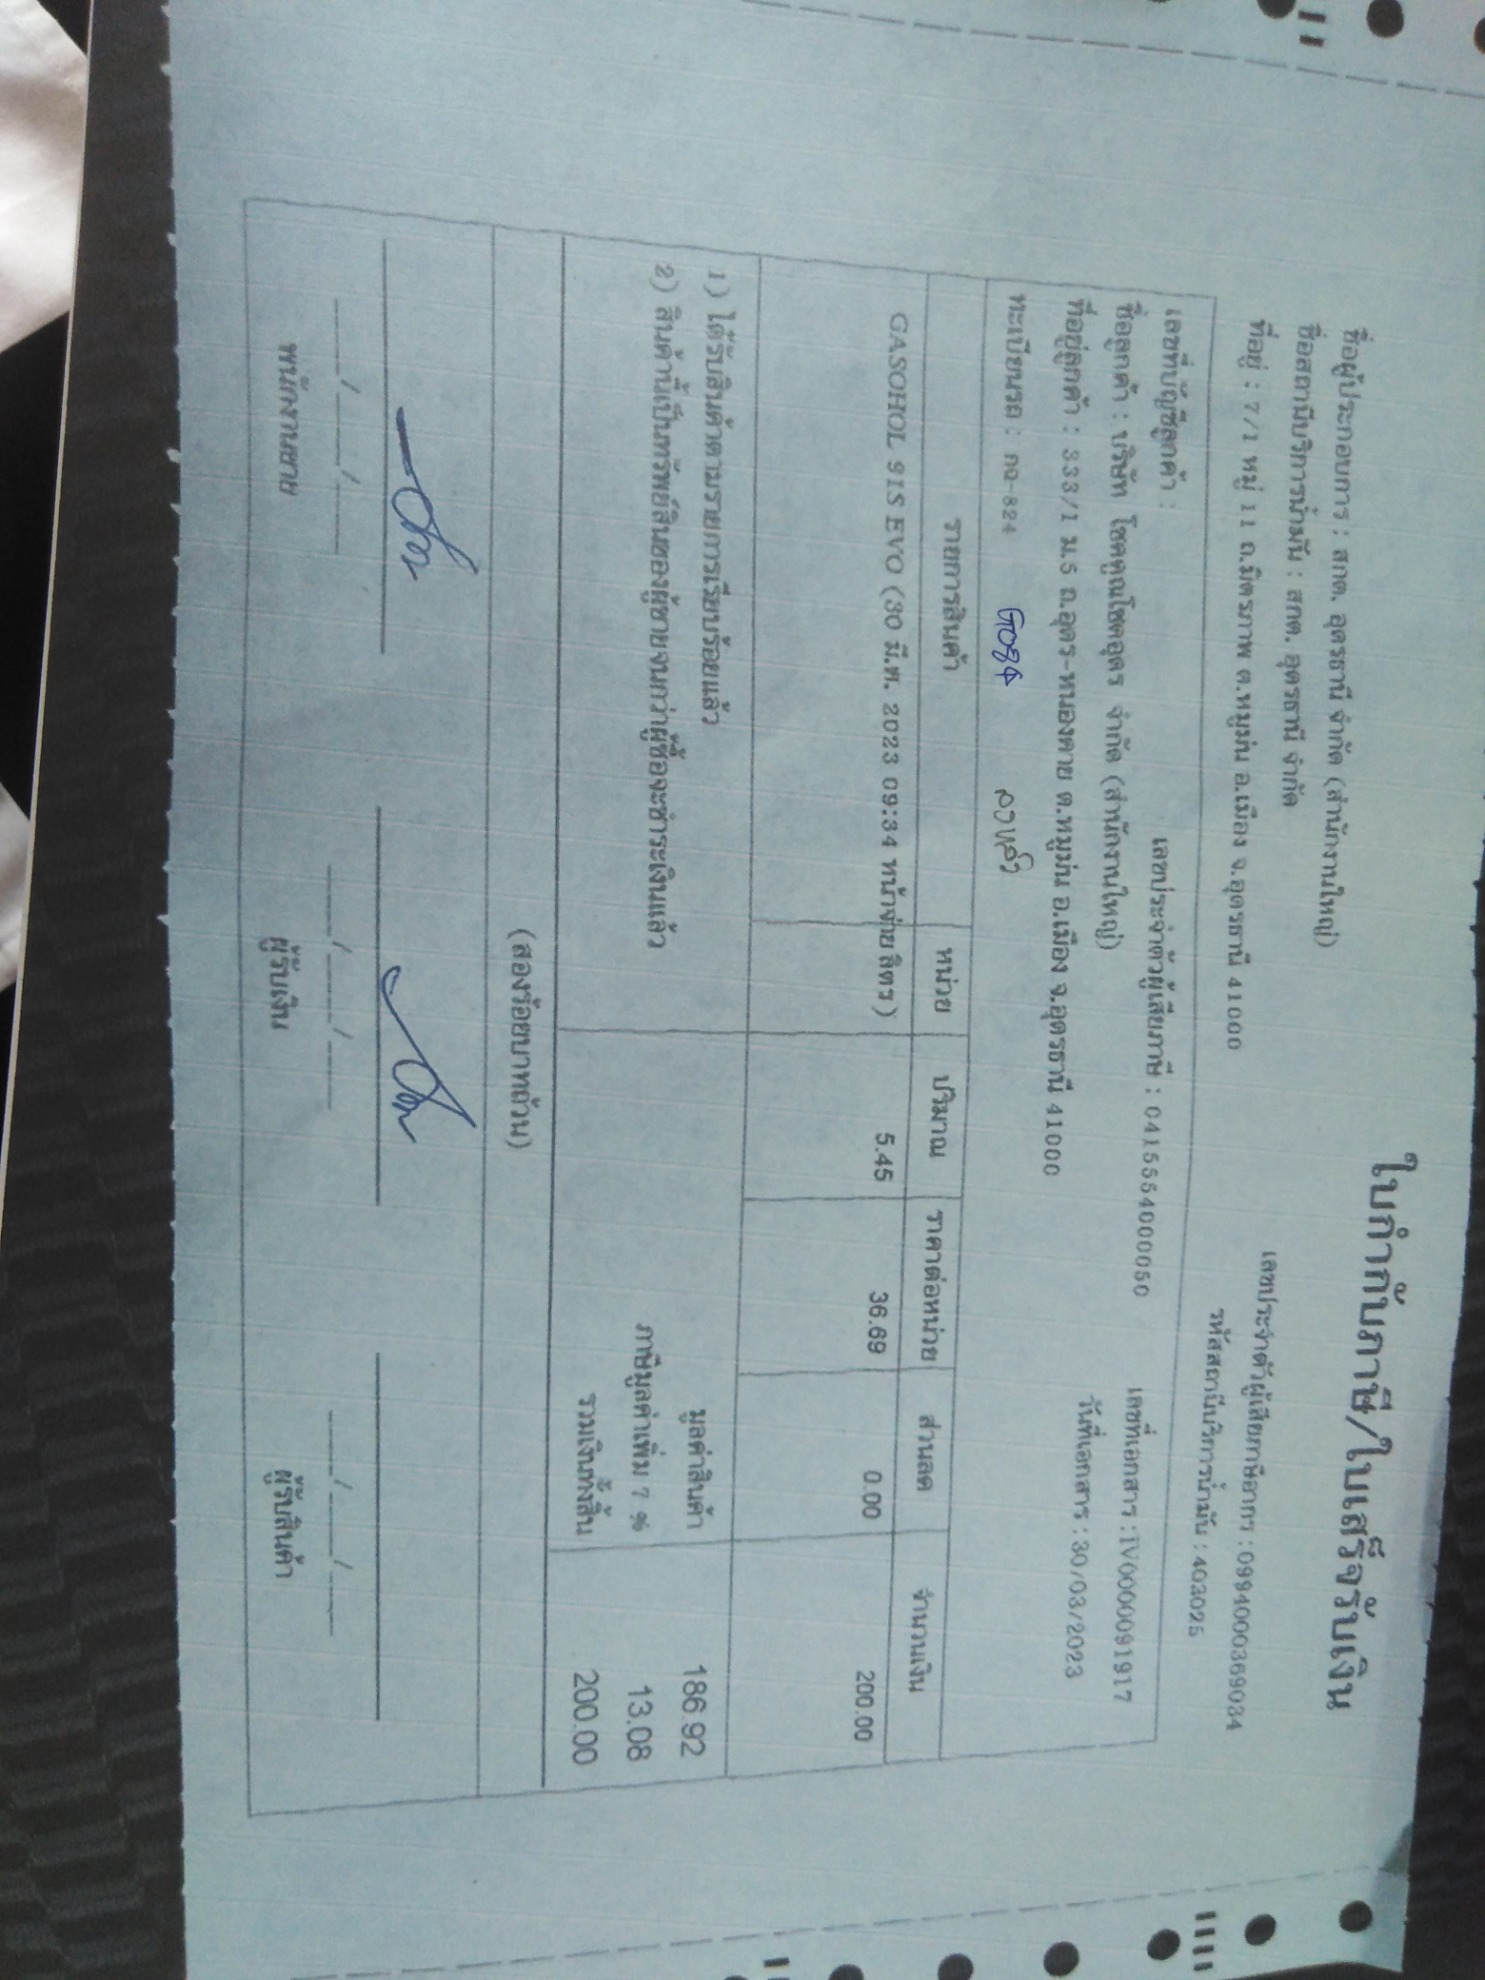 ใบกำกับภาษี/ใบเสร็จรับเงิน
ชื่อผู้ประกอบการ : สกต. อุดรธานี จำกัด (สำนักงานใหญ่)
เลขประจำตัวผู้เสียภาษีอากร : 0994000369034
ชื่อสถานีบริการน้ำมัน : สกต. อุดรธานี จำกัด
รหัสสถานีบริการน้ำมัน : 403025
ที่อยู่ : 7/1 หมู่ 11 ถ.มิตรภาพ ต.หมูม่น อ.เมือง จ.อุดรธานี 41000
เลขที่บัญชีลูกค้า :
เลขประจำตัวผู้เสียภาษี : 0415554000050
เลขที่เอกสาร : IV00000091917
ชื่อลูกค้า : บริษัท โชคคูณโชคอุดร จำกัด (สำนักงานใหญ่)
วันที่เอกสาร : 30/03/2023
ที่อยู่ลูกค้า : 333/1 ม.5 ถ.อุดร-หนองคาย ต.หมูม่น อ.เมือง จ.อุดรธานี 41000
ทะเบียนรถ : กจ-824
รายการสินค้า หน่วย ปริมาณ ราคาต่อหน่วย ส่วนลด จำนวนเงิน
GASOHOL 91S EVO (30 มี.ค. 2023 09:34 หน้าจ่าย ลิตร ) 5.45 36.69 0.00 200.00
1) ได้รับสินค้าตามรายการเรียบร้อยแล้ว
มูลค่าสินค้า 186.92
2) สินค้านี้เป็นทรัพย์สินของผู้ขายจนกว่าผู้ซื้อจะชำระเงินแล้ว
ภาษีมูลค่าเพิ่ม 7 % 13.08
รวมเงินทั้งสิ้น 200.00
(สองร้อยบาทถ้วน)
___/___/___ ___/___/___ ___/___/___
พนักงานขาย ผู้รับเงิน ผู้รับสินค้า